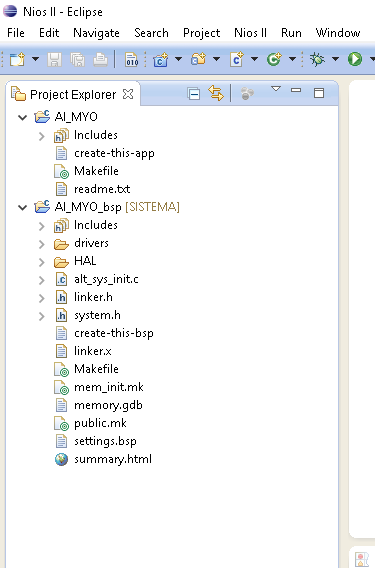 Nios II - Eclipse
File Edit Navigate Search Project Nios II Run Window
010
Project Explorer
AI_MYO
Includes
create-this-app
Makefile
readme.txt
AI_MYO_bsp [SISTEMA]
Includes
drivers
HAL
alt_sys_init.c
linker.h
system.h
create-this-bsp
linker.x
Makefile
mem_init.mk
memory.gdb
public.mk
settings.bsp
summary.html